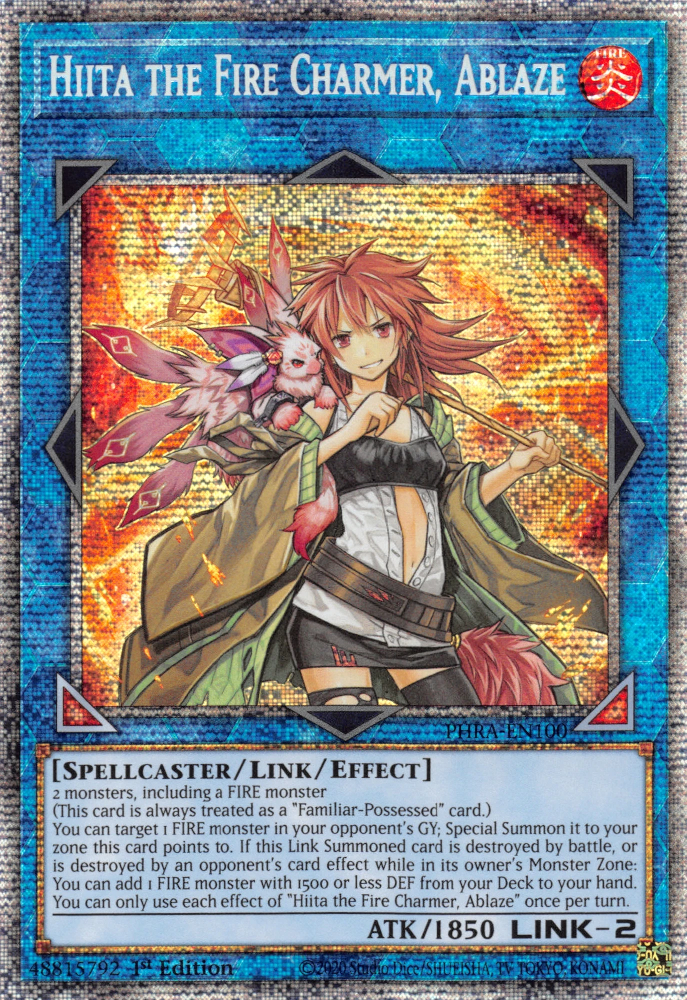 HIITA THE FIRE CHARMER, ABLAZE
FIRE
炎
PHRA-EN100
[SPELLCASTER/LINK/EFFECT]
2 monsters, including a FIRE monster
(This card is always treated as a "Familiar-Possessed" card.)
You can target 1 FIRE monster in your opponent's GY; Special Summon it to your
zone this card points to. If this Link Summoned card is destroyed by battle, or
is destroyed by an opponent's card effect while in its owner's Monster Zone:
You can add 1 FIRE monster with 1500 or less DEF from your Deck to your hand.
You can only use each effect of "Hiita the Fire Charmer, Ablaze" once per turn.
ATK/1850 LINK-2
48815792 1st Edition ©2020 Studio Dice/SHUEISHA, TV TOKYO, KONAMI